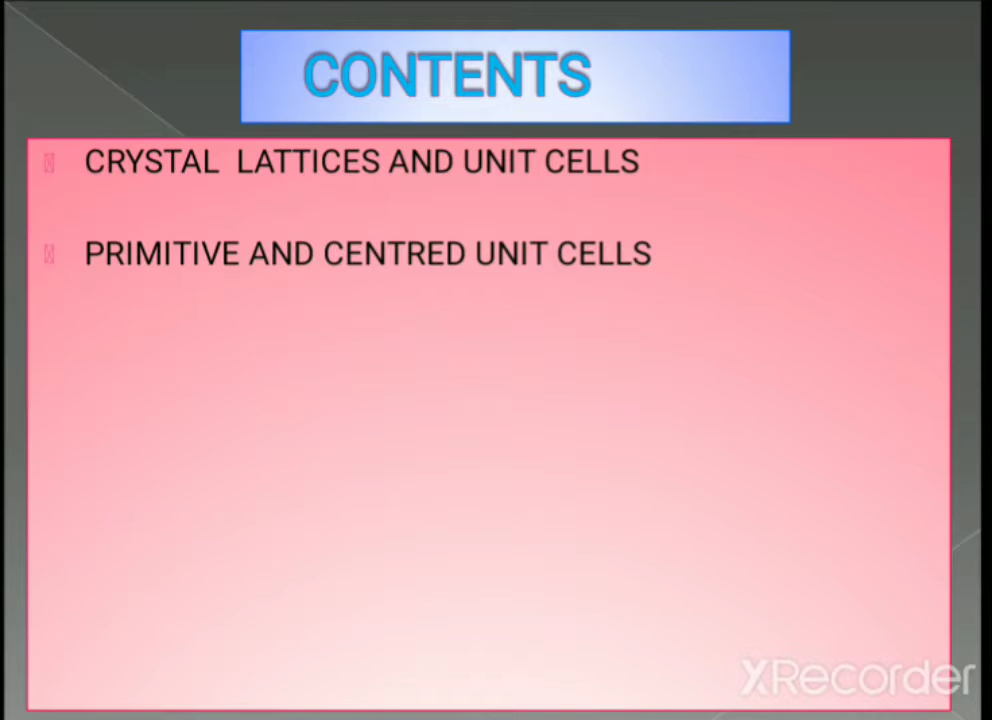 CONTENTS
CRYSTAL LATTICES AND UNIT CELLS
PRIMITIVE AND CENTRED UNIT CELLS
XRecorder